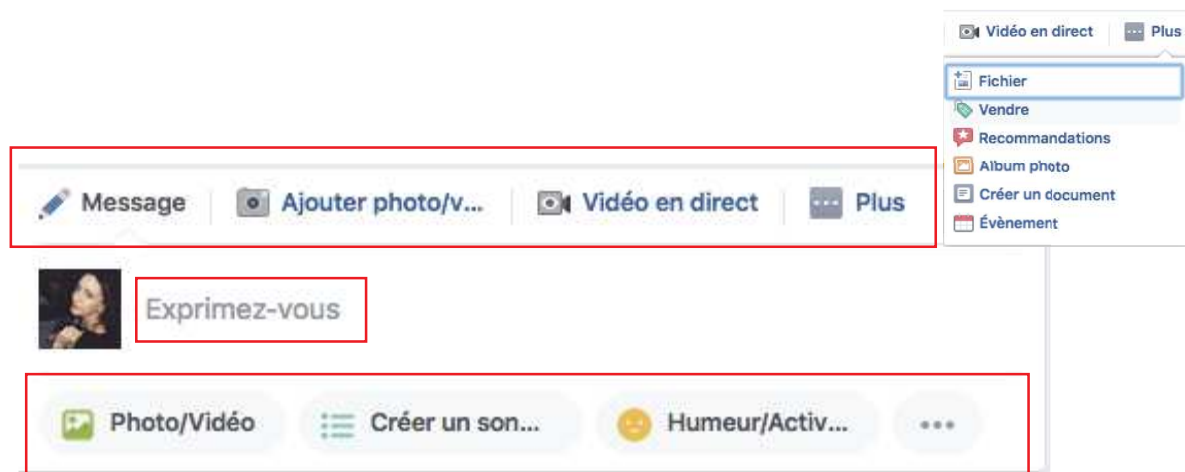 Vidéo en direct Plus
Fichier
Vendre
Recommandations
Album photo
Créer un document
Évènement
Message Ajouter photo/v... Vidéo en direct Plus
Exprimez-vous
Photo/Vidéo Créer un son... Humeur/Activ... ...